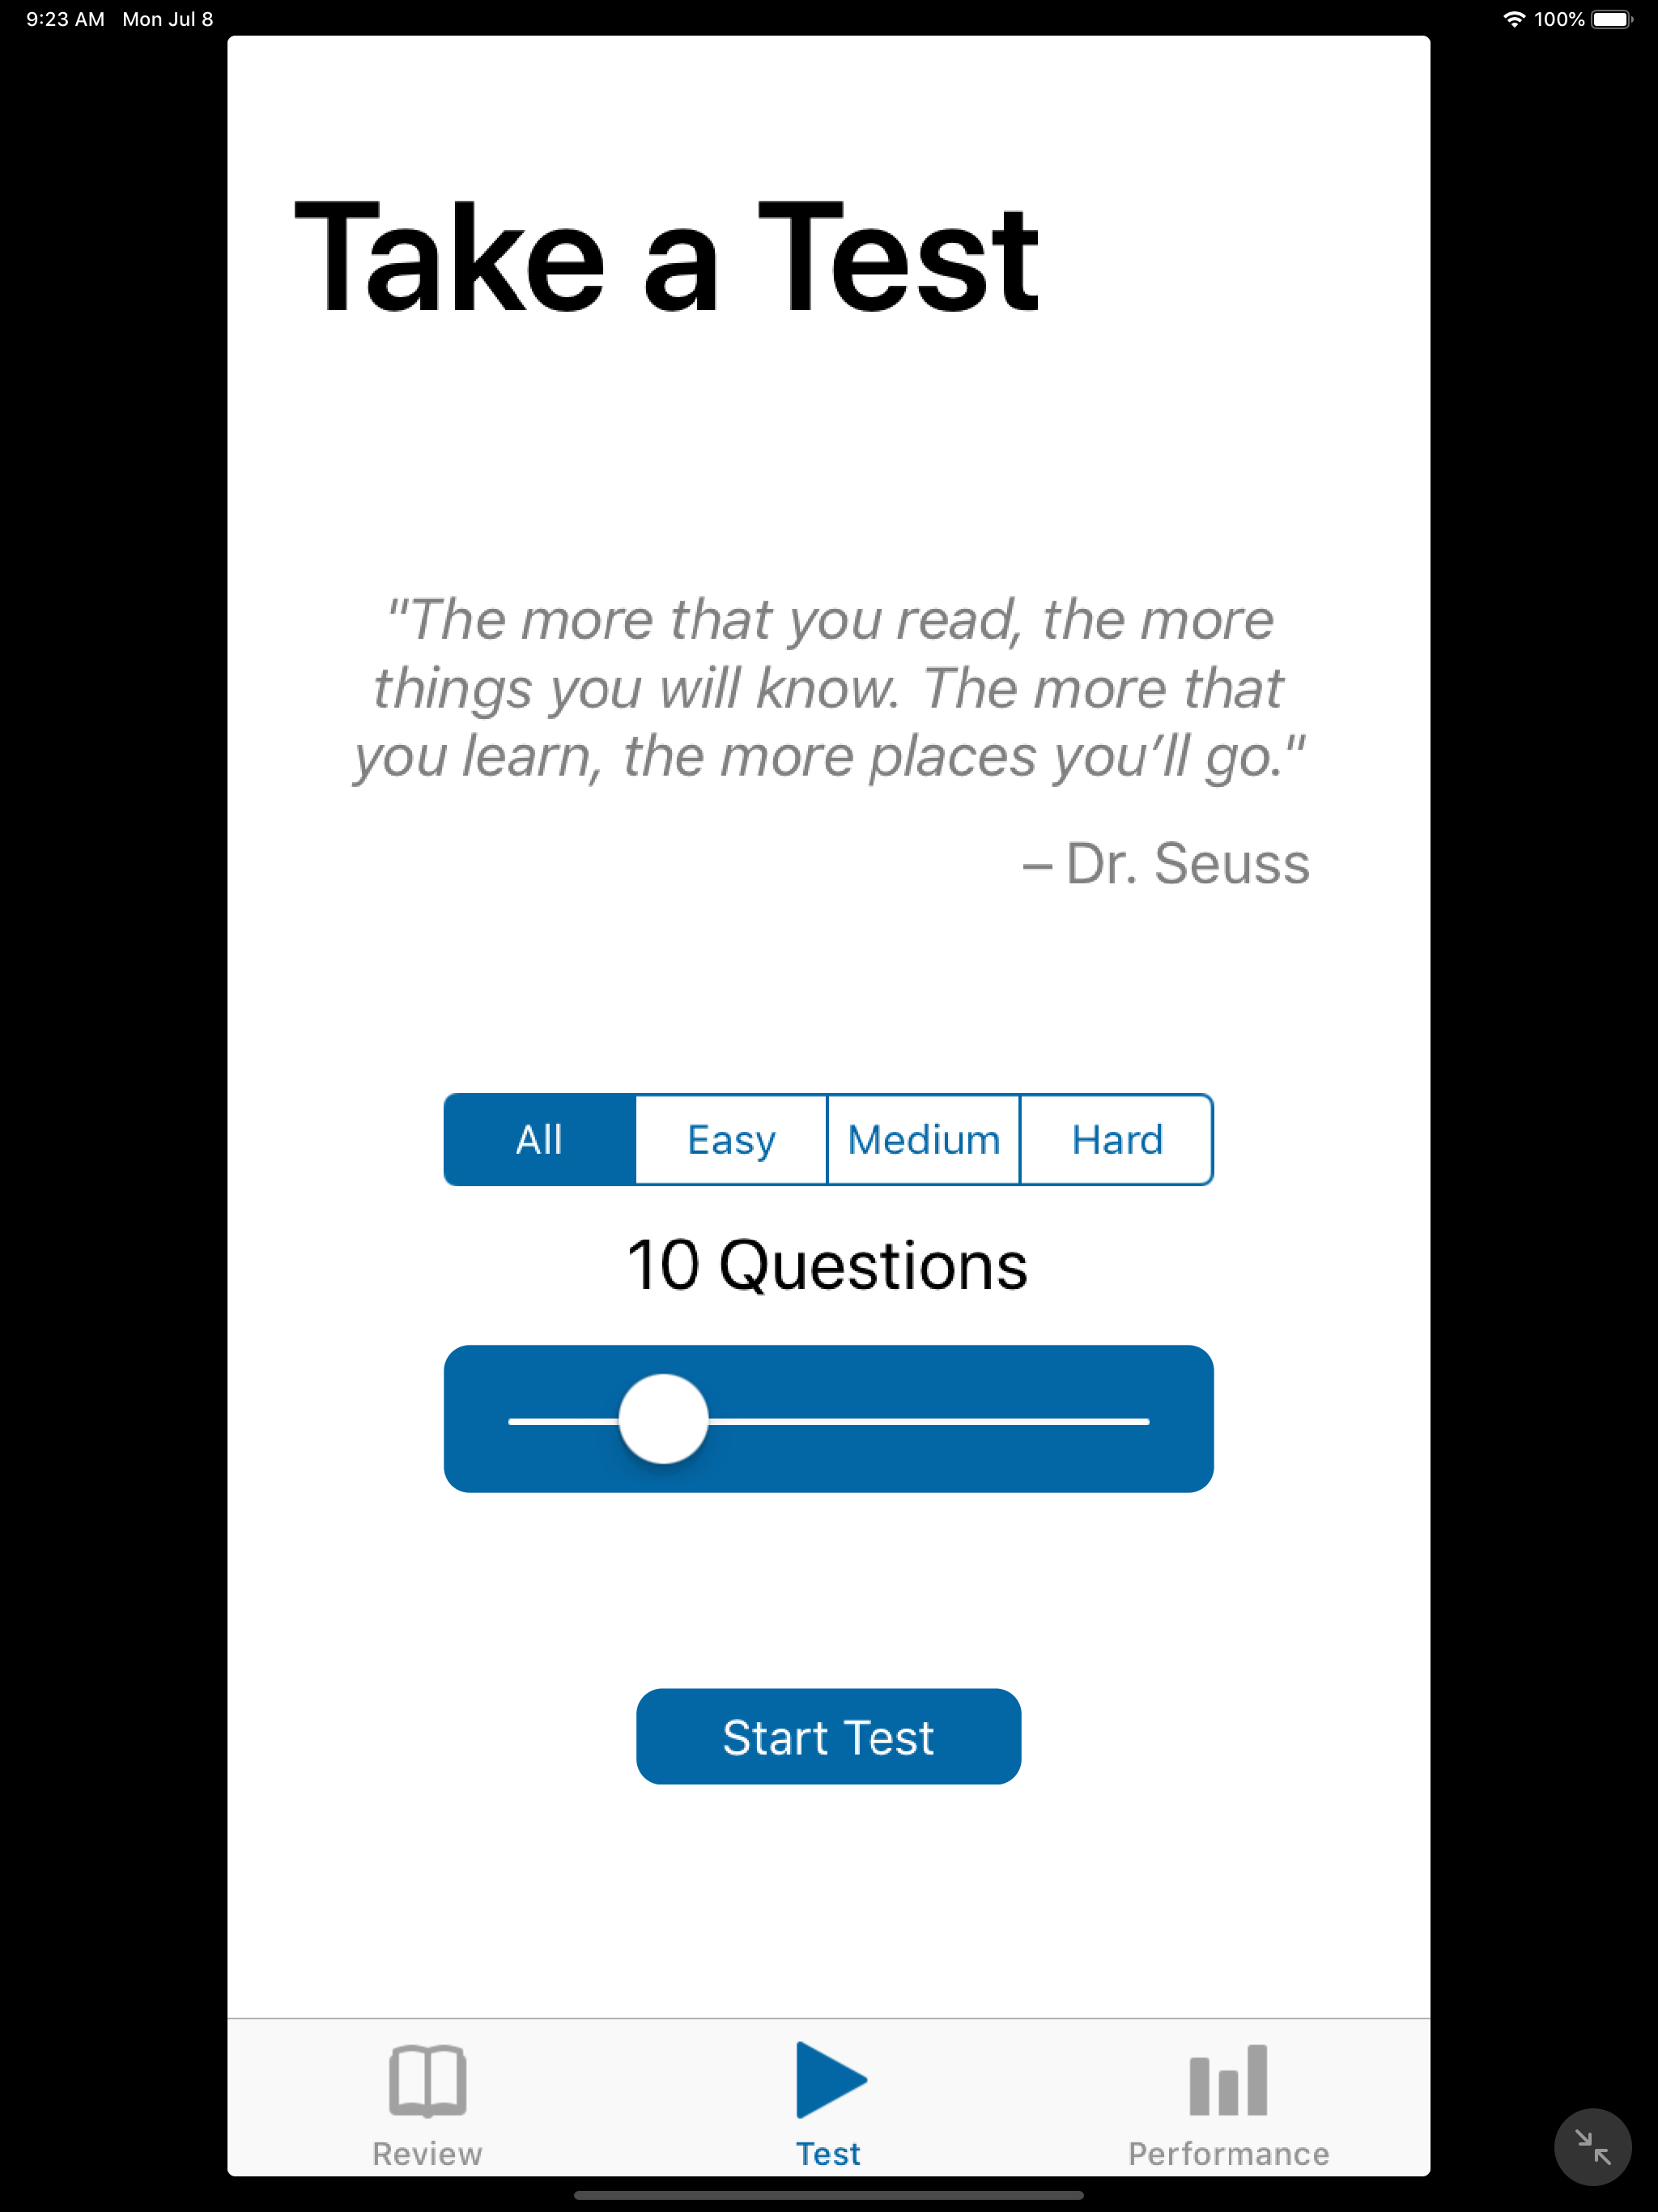 9:23 AM Mon Jul 8
100%
Take a Test
"The more that you read, the more
things you will know. The more that
you learn, the more places you’ll go."
– Dr. Seuss
All Easy Medium Hard
10 Questions
Start Test
Review Test Performance